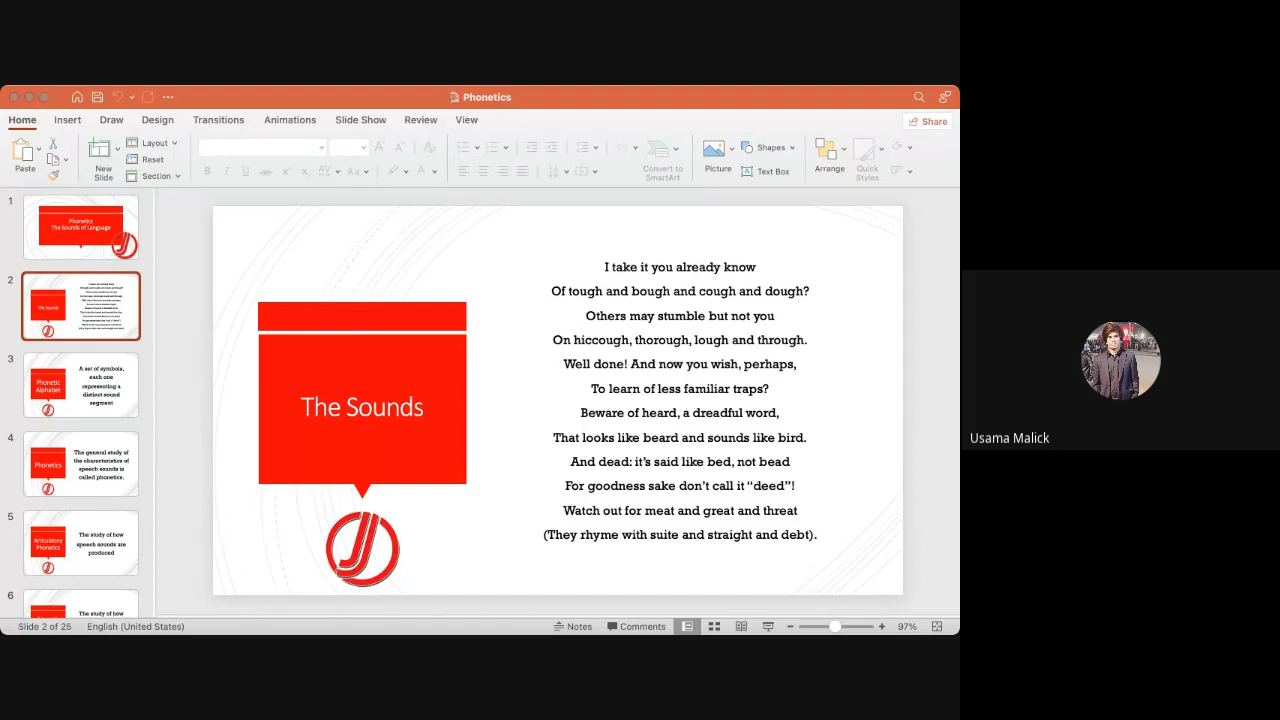 Phonetics
Home Insert Draw Design Transitions Animations Slide Show Review View
Share
Paste
New Slide
Layout
Reset
Section
Convert to SmartArt
Picture
Shapes
Text Box
Arrange
Quick Styles
1
Phonetics
The Sounds of Language
2
The Sounds
3
Phonetic
Alphabet
A set of symbols,
each one
representing a
distinct sound
segment
4
Phonetics
The general study of
the characteristics of
speech sounds is
called phonetics.
5
Articulatory
Phonetics
The study of how
speech sounds are
produced
6
The study of how
The Sounds
I take it you already know
Of tough and bough and cough and dough?
Others may stumble but not you
On hiccough, thorough, lough and through.
Well done! And now you wish, perhaps,
To learn of less familiar traps?
Beware of heard, a dreadful word,
That looks like beard and sounds like bird.
And dead: it’s said like bed, not bead
For goodness sake don’t call it “deed”!
Watch out for meat and great and threat
(They rhyme with suite and straight and debt).
Slide 2 of 25 English (United States)
Notes Comments 97%
Usama Malick